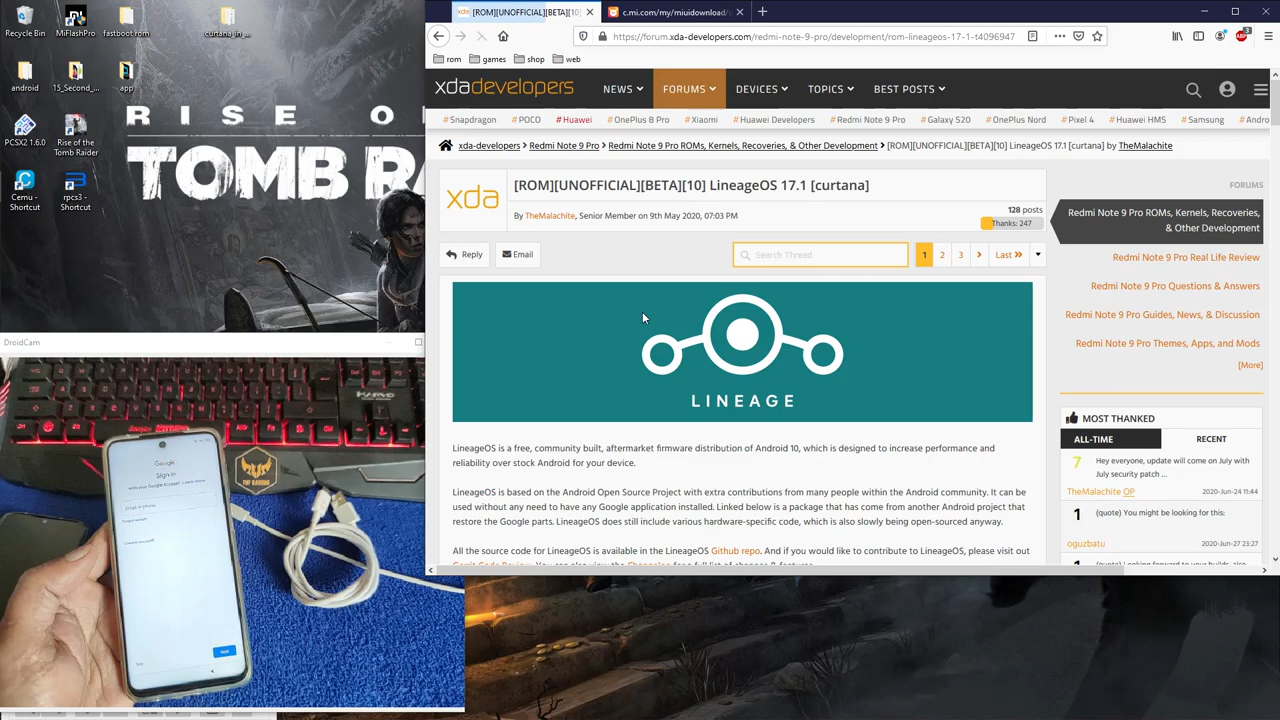 Recycle Bin
MiFlashPro
fastboot rom
curtana_in_...
android
15_Second_...
app
PCSX2 1.6.0
Rise of the
Tomb Raider
Cemu -
Shortcut
rpcs3 -
Shortcut
RISE O
TOMB R
[ROM][UNOFFICIAL][BETA][10]
c.mi.com/my/miuidownload/
https://forum.xda-developers.com/redmi-note-9-pro/development/rom-lineageos-17-1-t4096947
rom
games
shop
web
xdadevelopers
NEWS
FORUMS
DEVICES
TOPICS
BEST POSTS
#Snapdragon
#POCO
#Huawei
#OnePlus 8 Pro
#Xiaomi
#Huawei Developers
#Redmi Note 9 Pro
#Galaxy S20
#OnePlus Nord
#Pixel 4
#Huawei HMS
#Samsung
#Andro
xda-developers > Redmi Note 9 Pro > Redmi Note 9 Pro ROMs, Kernels, Recoveries, & Other Development > [ROM][UNOFFICIAL][BETA][10] LineageOS 17.1 [curtana] by TheMalachite
xda
[ROM][UNOFFICIAL][BETA][10] LineageOS 17.1 [curtana]
By TheMalachite, Senior Member on 9th May 2020, 07:03 PM
128 posts
Thanks: 247
Reply
Email
Search Thread
1
2
3
Last
LINEAGE
LineageOS is a free, community built, aftermarket firmware distribution of Android 10, which is designed to increase performance and
reliability over stock Android for your device.
LineageOS is based on the Android Open Source Project with extra contributions from many people within the Android community. It can be
used without any need to have any Google application installed. Linked below is a package that has come from another Android project that
restore the Google parts. LineageOS does still include various hardware-specific code, which is also slowly being open-sourced anyway.
All the source code for LineageOS is available in the LineageOS Github repo. And if you would like to contribute to LineageOS, please visit out
FORUMS
Redmi Note 9 Pro ROMs, Kernels, Recoveries,
& Other Development
Redmi Note 9 Pro Real Life Review
Redmi Note 9 Pro Questions & Answers
Redmi Note 9 Pro Guides, News, & Discussion
Redmi Note 9 Pro Themes, Apps, and Mods
[More]
MOST THANKED
ALL-TIME
RECENT
7
Hey everyone, update will come on July with
July security patch ...
TheMalachite OP
2020-Jun-24 11:44
1
(quote) You might be looking for this:
oguzbatu
2020-Jun-27 23:27
1
DroidCam
Google
Sign in
Next
TUF GAMING